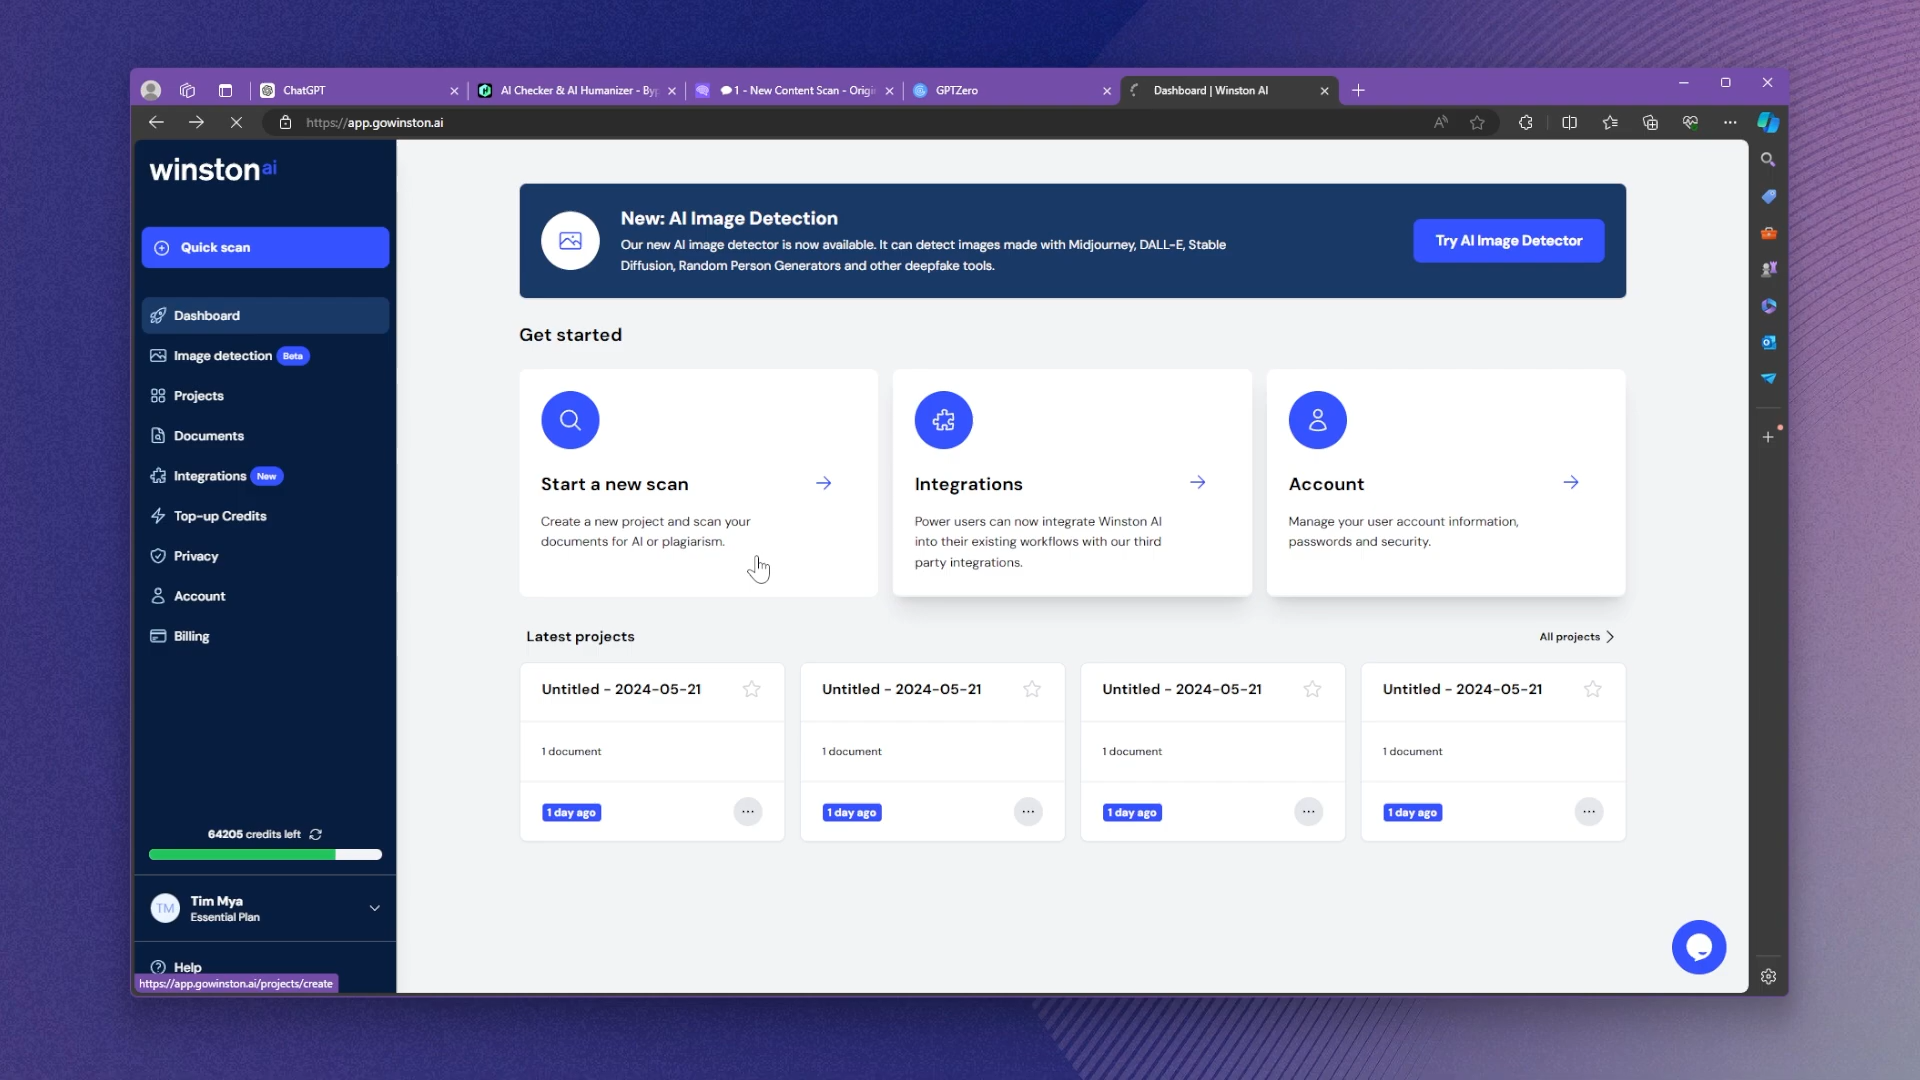 ChatGPT
AI Checker & AI Humanizer - Byp
1 - New Content Scan - Origi
GPTZero
Dashboard | Winston AI
https://app.gowinston.ai
winston ai
Quick scan
Dashboard
Image detection Beta
Projects
Documents
Integrations New
Top-up Credits
Privacy
Account
Billing
64205 credits left
TM
Tim Mya
Essential Plan
Help
https://app.gowinston.ai/projects/create
New: AI Image Detection
Our new AI image detector is now available. It can detect images made with Midjourney, DALL-E, Stable
Diffusion, Random Person Generators and other deepfake tools.
Try AI Image Detector
Get started
Start a new scan
Create a new project and scan your
documents for AI or plagiarism.
Integrations
Power users can now integrate Winston AI
into their existing workflows with our third
party integrations.
Account
Manage your user account information,
passwords and security.
Latest projects
All projects
Untitled - 2024-05-21
1 document
1 day ago
Untitled - 2024-05-21
1 document
1 day ago
Untitled - 2024-05-21
1 document
1 day ago
Untitled - 2024-05-21
1 document
1 day ago